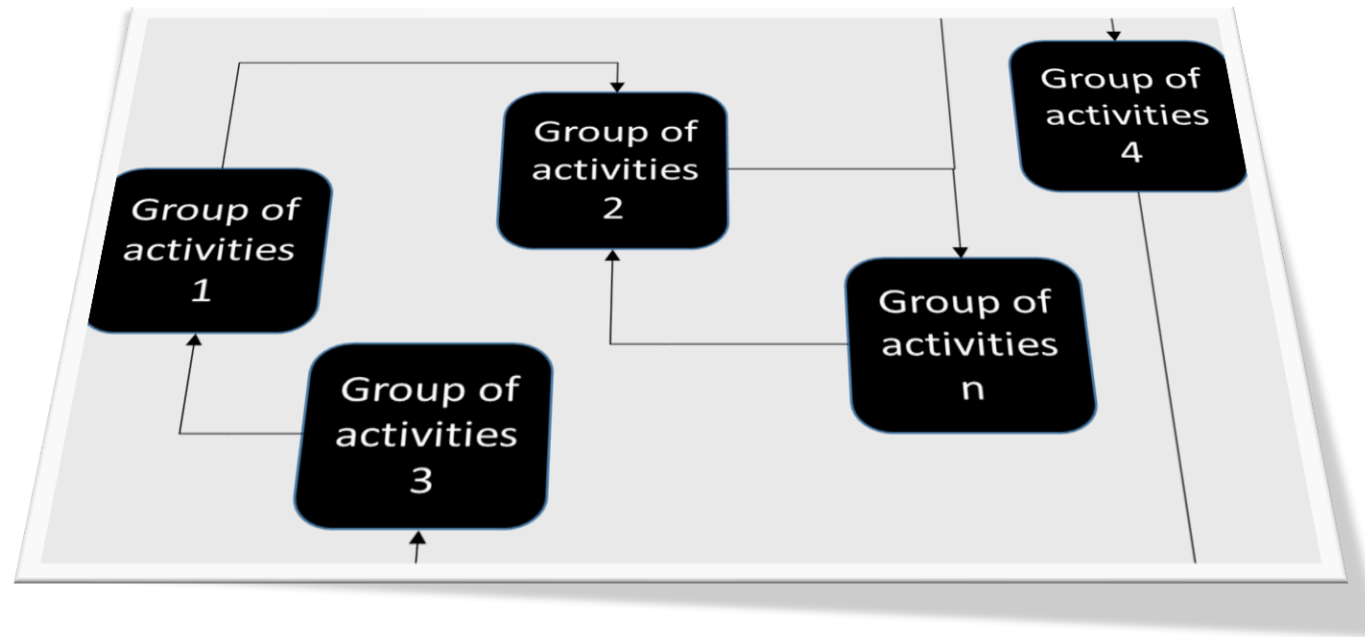 Group of
activities
1
Group of
activities
2
Group of
activities
3
Group of
activities
n
Group of
activities
4